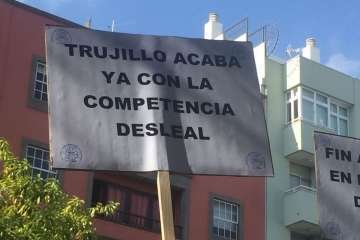 TRUJILLO ACABA
YA CON LA
COMPETENCIA
DESLEAL
FIN A
EN
D